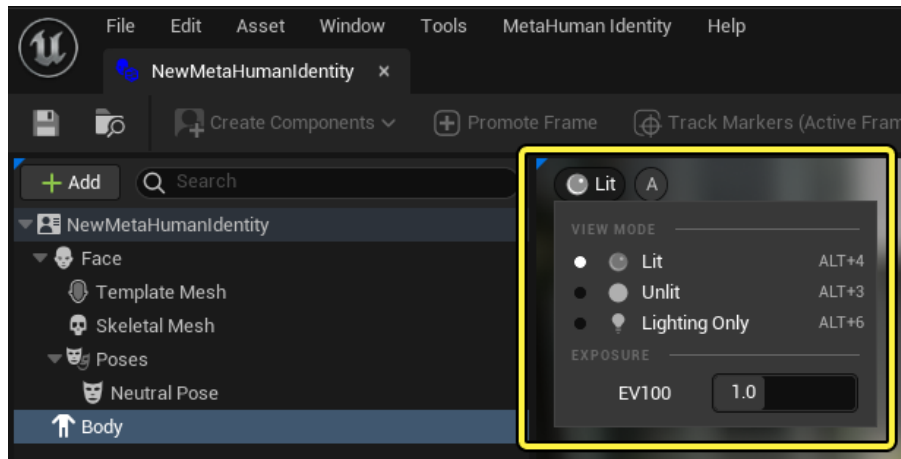 File Edit Asset Window Tools MetaHuman Identity Help
NewMetaHumanIdentity ×
Create Components Promote Frame Track Markers (Active Fram
+ Add Search
NewMetaHumanIdentity
Face
Template Mesh
Skeletal Mesh
Poses
Neutral Pose
Body
Lit A
VIEW MODE
Lit ALT+4
Unlit ALT+3
Lighting Only ALT+6
EXPOSURE
EV100 1.0